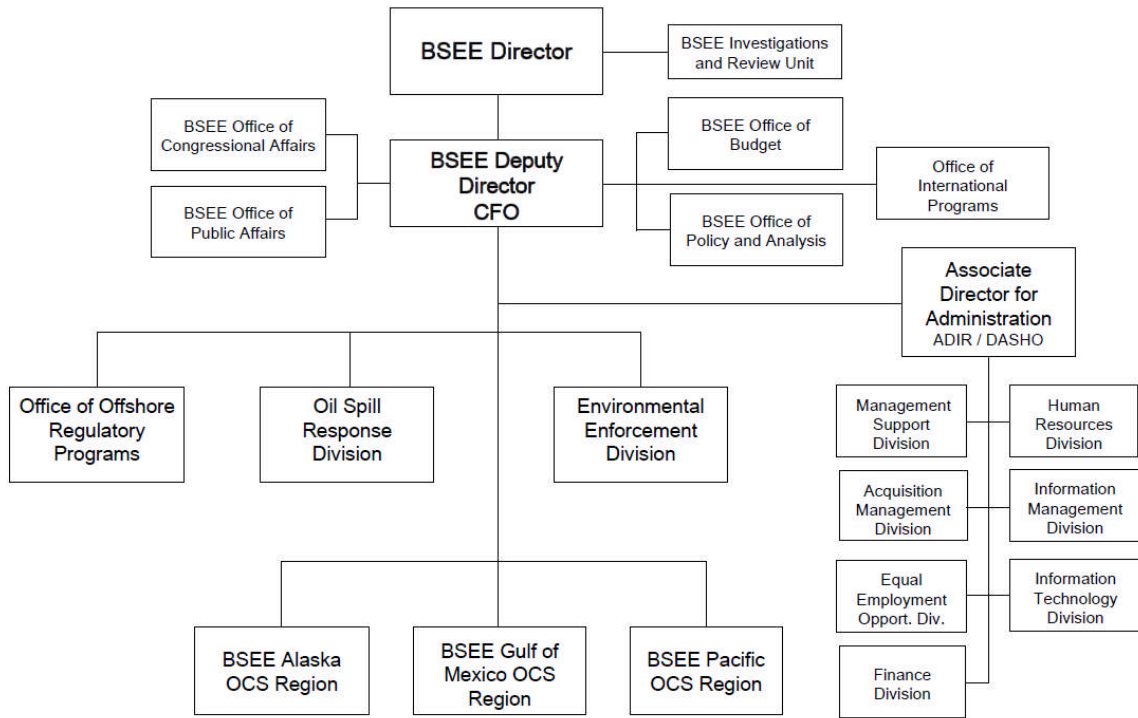 BSEE Director
BSEE Investigations
and Review Unit
BSEE Office of
Congressional Affairs
BSEE Office of
Public Affairs
BSEE Deputy
Director
CFO
BSEE Office of
Budget
BSEE Office of
Policy and Analysis
Office of
International
Programs
Associate
Director for
Administration
ADIR / DASHO
Office of Offshore
Regulatory
Programs
Oil Spill
Response
Division
Environmental
Enforcement
Division
Management
Support
Division
Human
Resources
Division
Acquisition
Management
Division
Information
Management
Division
Equal
Employment
Opport. Div.
Information
Technology
Division
Finance
Division
BSEE Alaska
OCS Region
BSEE Gulf of
Mexico OCS
Region
BSEE Pacific
OCS Region